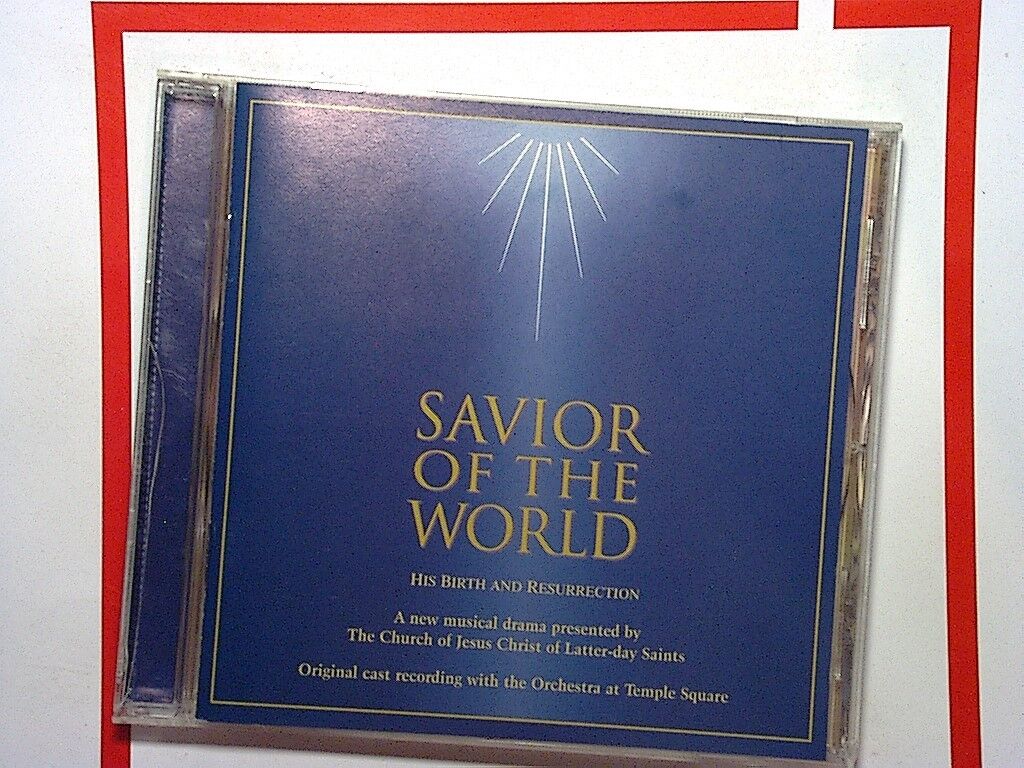 SAVIOR
OF THE
WORLD
HIS BIRTH AND RESURRECTION
A new musical drama presented by
The Church of Jesus Christ of Latter-day Saints
Original cast recording with the Orchestra at Temple Square